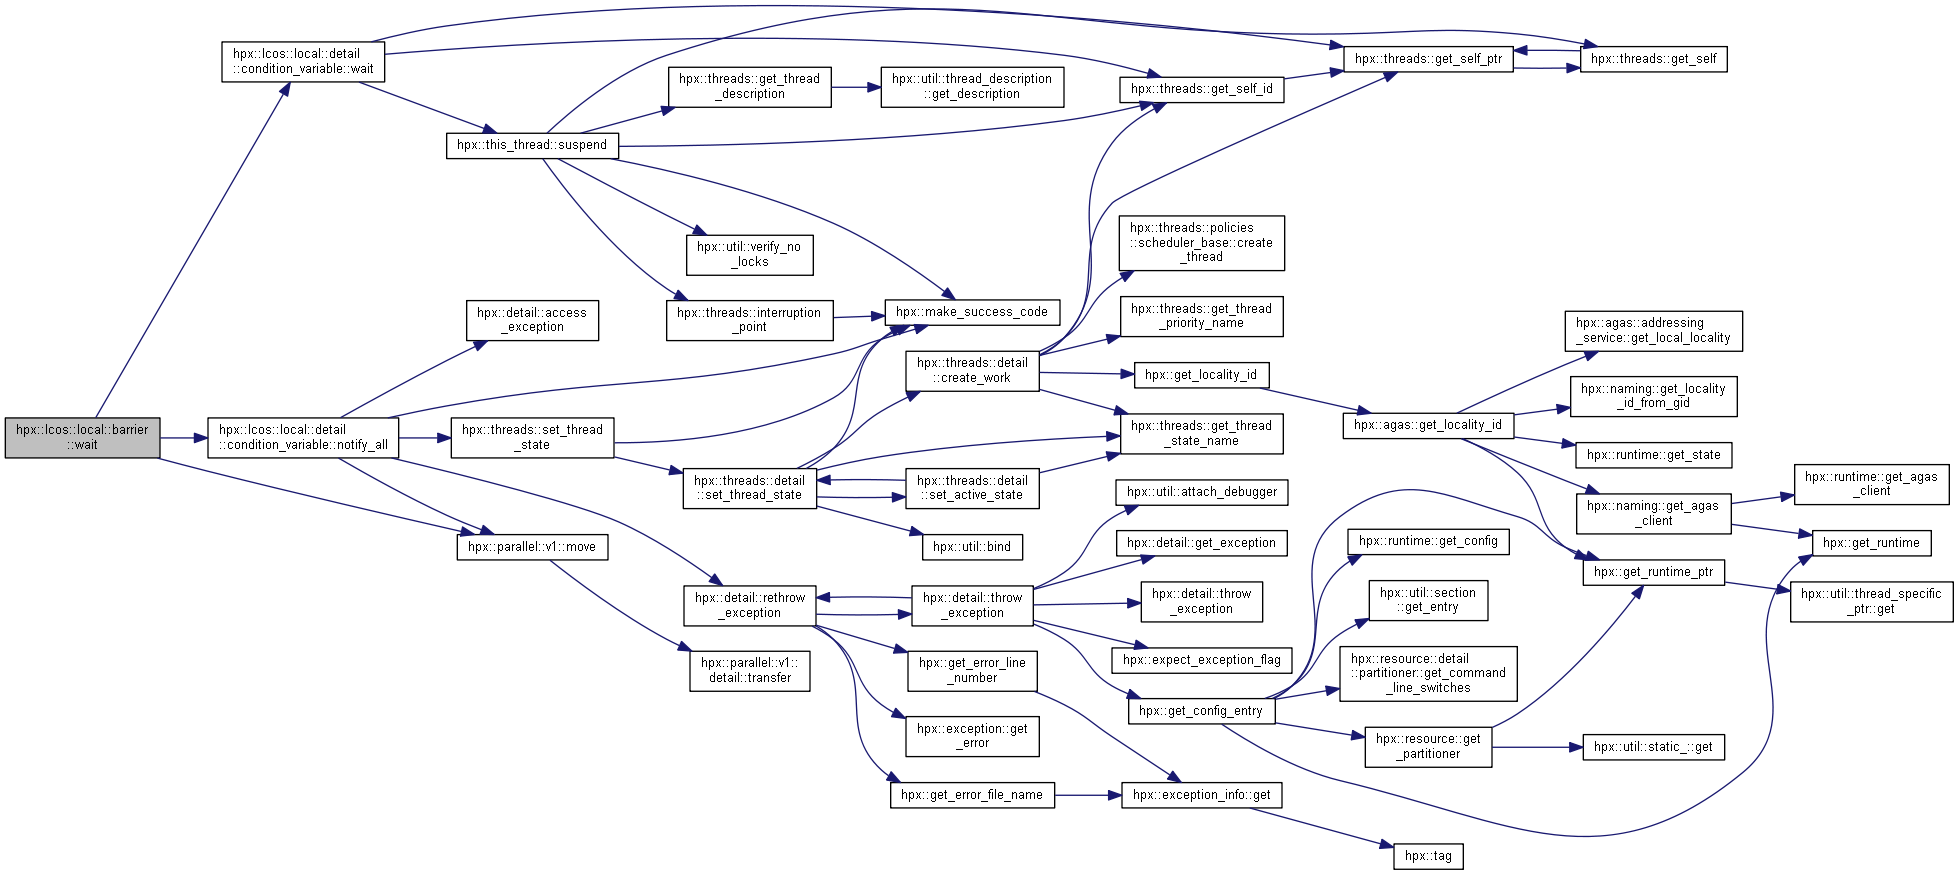 hpx::lcos::local::barrier
::wait
hpx::lcos::local::detail
::condition_variable::wait
hpx::lcos::local::detail
::condition_variable::notify_all
hpx::this_thread::suspend
hpx::detail::access
_exception
hpx::threads::set_thread
_state
hpx::parallel::v1::move
hpx::threads::get_thread
_description
hpx::util::verify_no
_locks
hpx::threads::interruption
_point
hpx::threads::detail
::set_thread_state
hpx::detail::rethrow
_exception
hpx::parallel::v1::
detail::transfer
hpx::util::thread_description
::get_description
hpx::make_success_code
hpx::threads::detail
::create_work
hpx::threads::detail
::set_active_state
hpx::util::bind
hpx::detail::throw
_exception
hpx::get_error_line
_number
hpx::exception::get
_error
hpx::get_error_file_name
hpx::threads::get_self_id
hpx::threads::policies
::scheduler_base::create
_thread
hpx::threads::get_thread
_priority_name
hpx::get_locality_id
hpx::threads::get_thread
_state_name
hpx::util::attach_debugger
hpx::detail::get_exception
hpx::detail::throw
_exception
hpx::expect_exception_flag
hpx::get_config_entry
hpx::exception_info::get
hpx::threads::get_self_ptr
hpx::agas::get_locality_id
hpx::runtime::get_config
hpx::util::section
::get_entry
hpx::resource::detail
::partitioner::get_command
_line_switches
hpx::resource::get
_partitioner
hpx::tag
hpx::threads::get_self
hpx::agas::addressing
_service::get_local_locality
hpx::naming::get_locality
_id_from_gid
hpx::runtime::get_state
hpx::naming::get_agas
_client
hpx::get_runtime_ptr
hpx::util::static_::get
hpx::runtime::get_agas
_client
hpx::get_runtime
hpx::util::thread_specific
_ptr::get